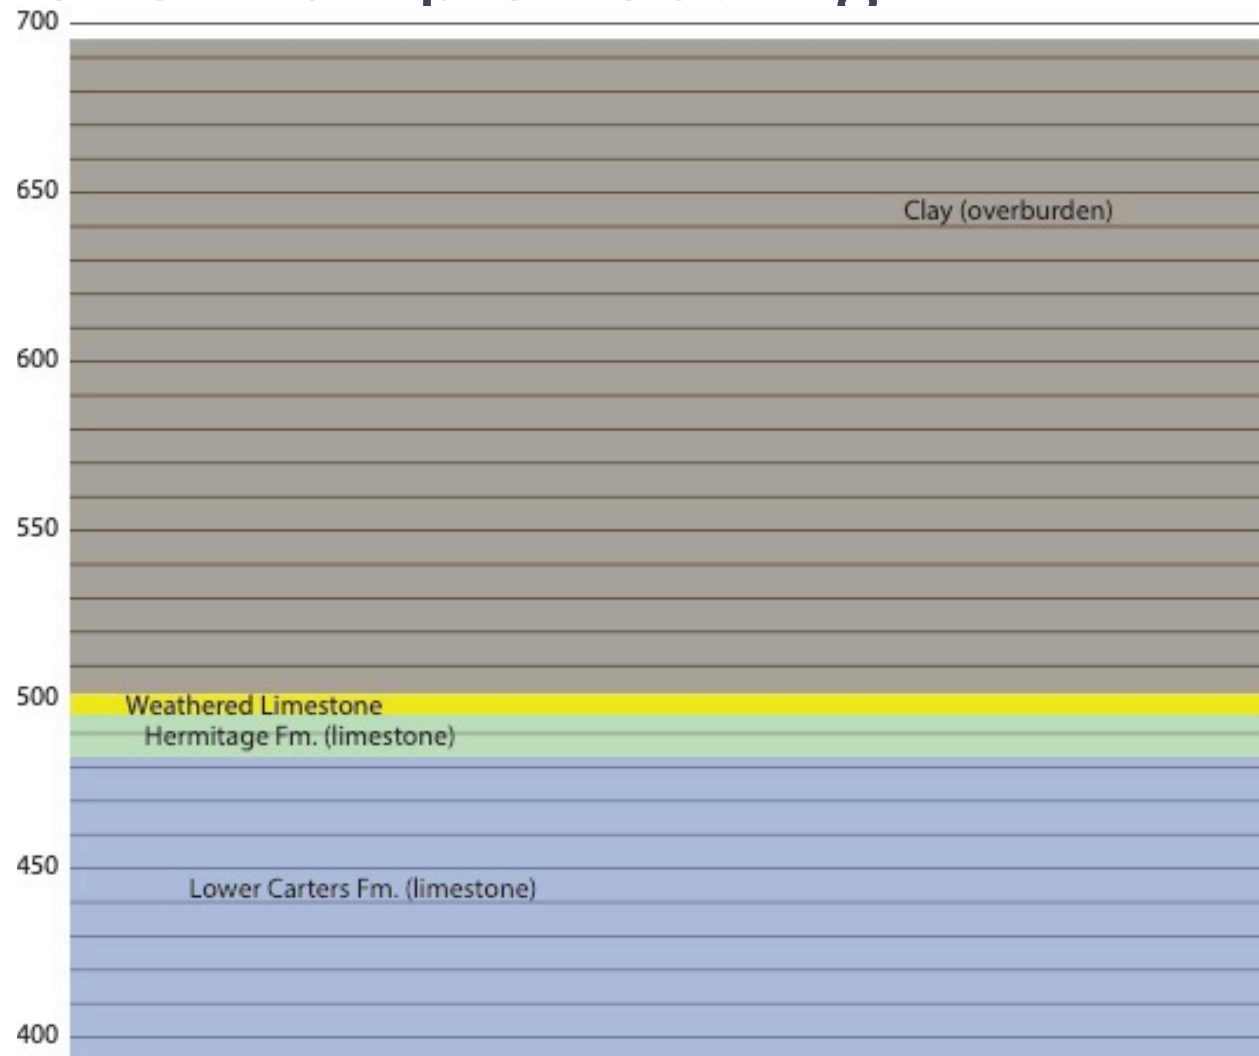 700
650
Clay (overburden)
600
550
500
Weathered Limestone
Hermitage Fm. (limestone)
450
Lower Carters Fm. (limestone)
400